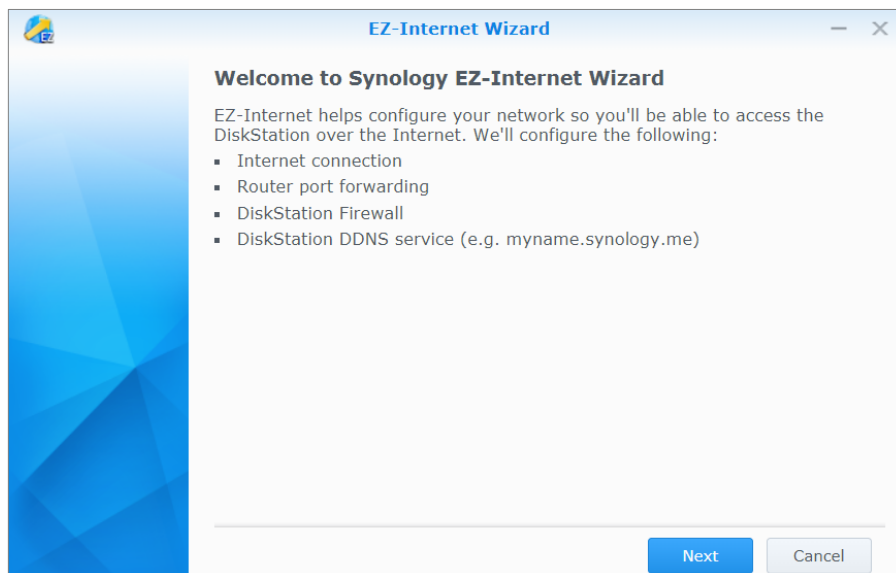 EZ-Internet Wizard
Welcome to Synology EZ-Internet Wizard
EZ-Internet helps configure your network so you'll be able to access the
DiskStation over the Internet. We'll configure the following:
▪ Internet connection
▪ Router port forwarding
▪ DiskStation Firewall
▪ DiskStation DDNS service (e.g. myname.synology.me)
Next Cancel
EZ